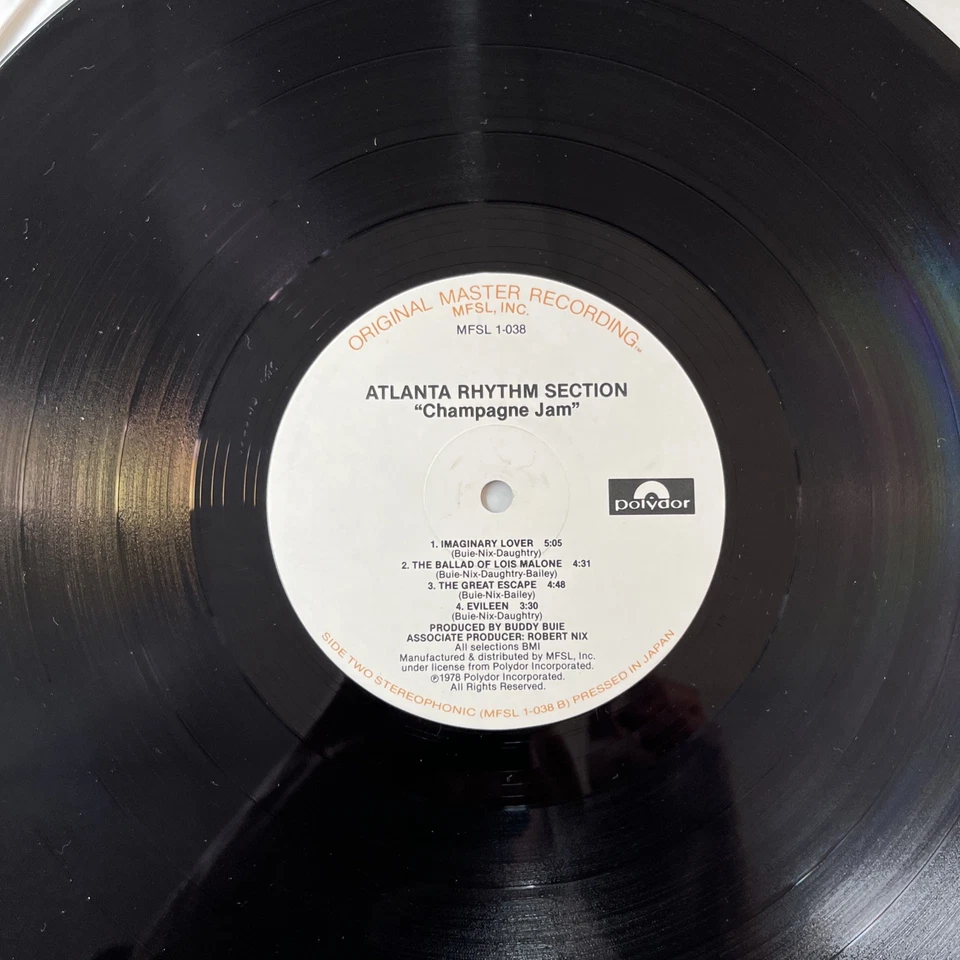 ORIGINAL MASTER RECORDING™
MFSL, INC.
MFSL 1-038
ATLANTA RHYTHM SECTION
“Champagne Jam”
polydor
1. IMAGINARY LOVER 5:05
(Buie-Nix-Daughtry)
2. THE BALLAD OF LOIS MALONE 4:31
(Buie-Nix-Daughtry-Bailey)
3. THE GREAT ESCAPE 4:48
(Buie-Nix-Bailey)
4. EVILEEN 3:30
(Buie-Nix-Daughtry)
PRODUCED BY BUDDY BUIE
ASSOCIATE PRODUCER: ROBERT NIX
All selections BMI
Manufactured & distributed by MFSL, Inc.
under license from Polydor Incorporated.
℗1978 Polydor Incorporated.
All Rights Reserved.
SIDE TWO STEREOPHONIC (MFSL 1-038 B) PRESSED IN JAPAN